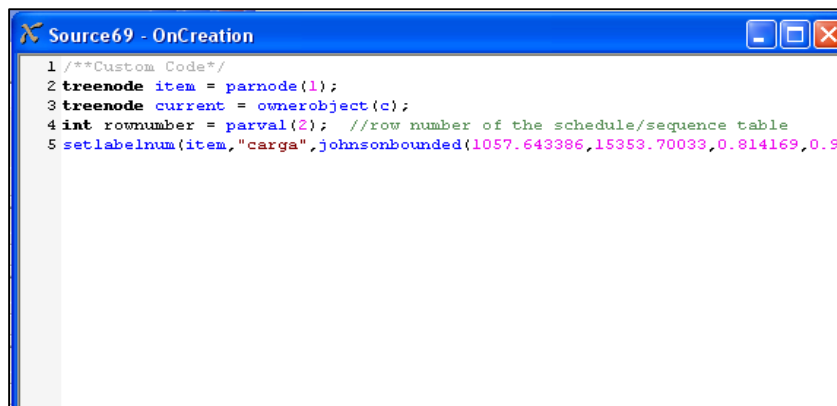 Source69 - OnCreation
1 /**Custom Code*/
2 treenode item = parnode(1);
3 treenode current = ownerobject(c);
4 int rownumber = parval(2);  //row number of the schedule/sequence table
5 setlabelnum(item,"carga",johnsonbounded(1057.643386,15353.70033,0.814169,0.9